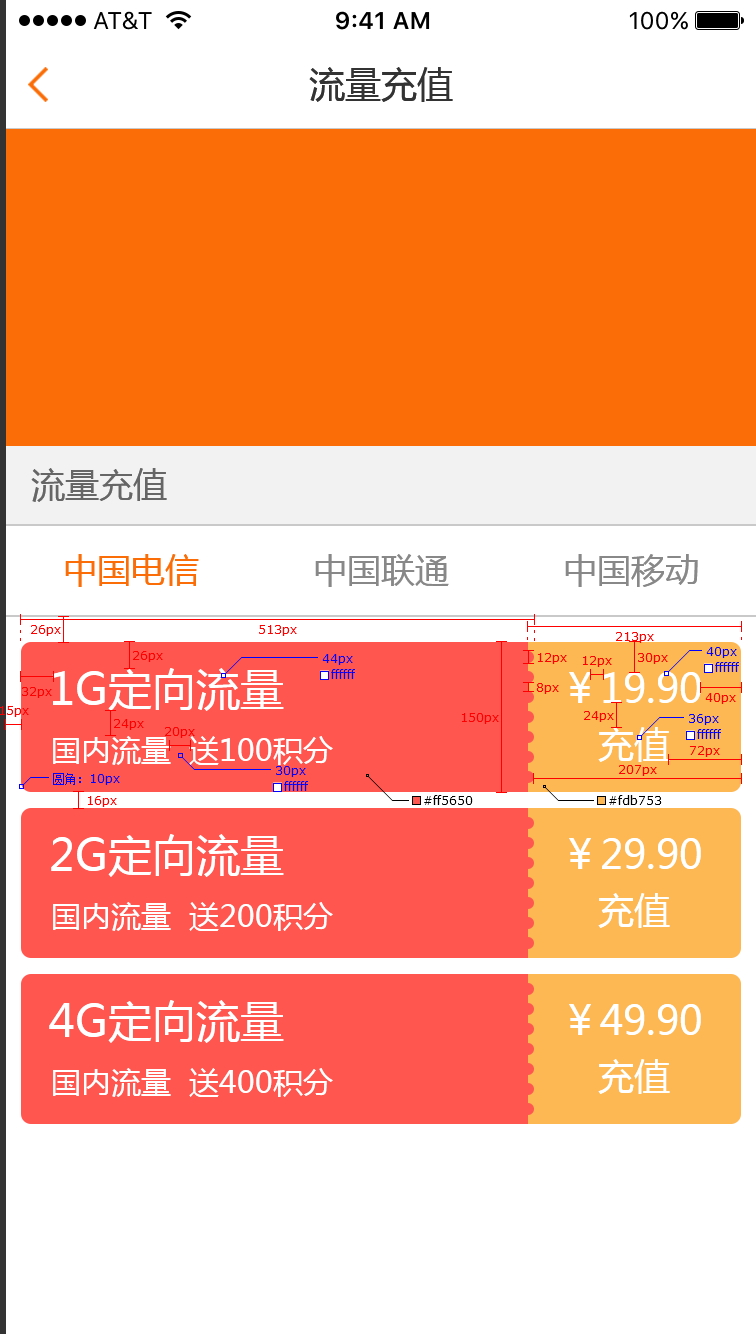 AT&T 9:41 AM 100%
流量充值
流量充值
中国电信 中国联通 中国移动
26px 513px 213px
26px 44px ffffff 12px 12px 30px 40px ffffff
1G定向流量 ¥19.90
32px 8px 40px
15px 24px 20px 150px 24px 36px ffffff
国内流量 送100积分 充值
72px
圆角: 10px 30px ffffff 207px
16px #ff5650 #fdb753
2G定向流量 ¥29.90
国内流量 送200积分 充值
4G定向流量 ¥49.90
国内流量 送400积分 充值